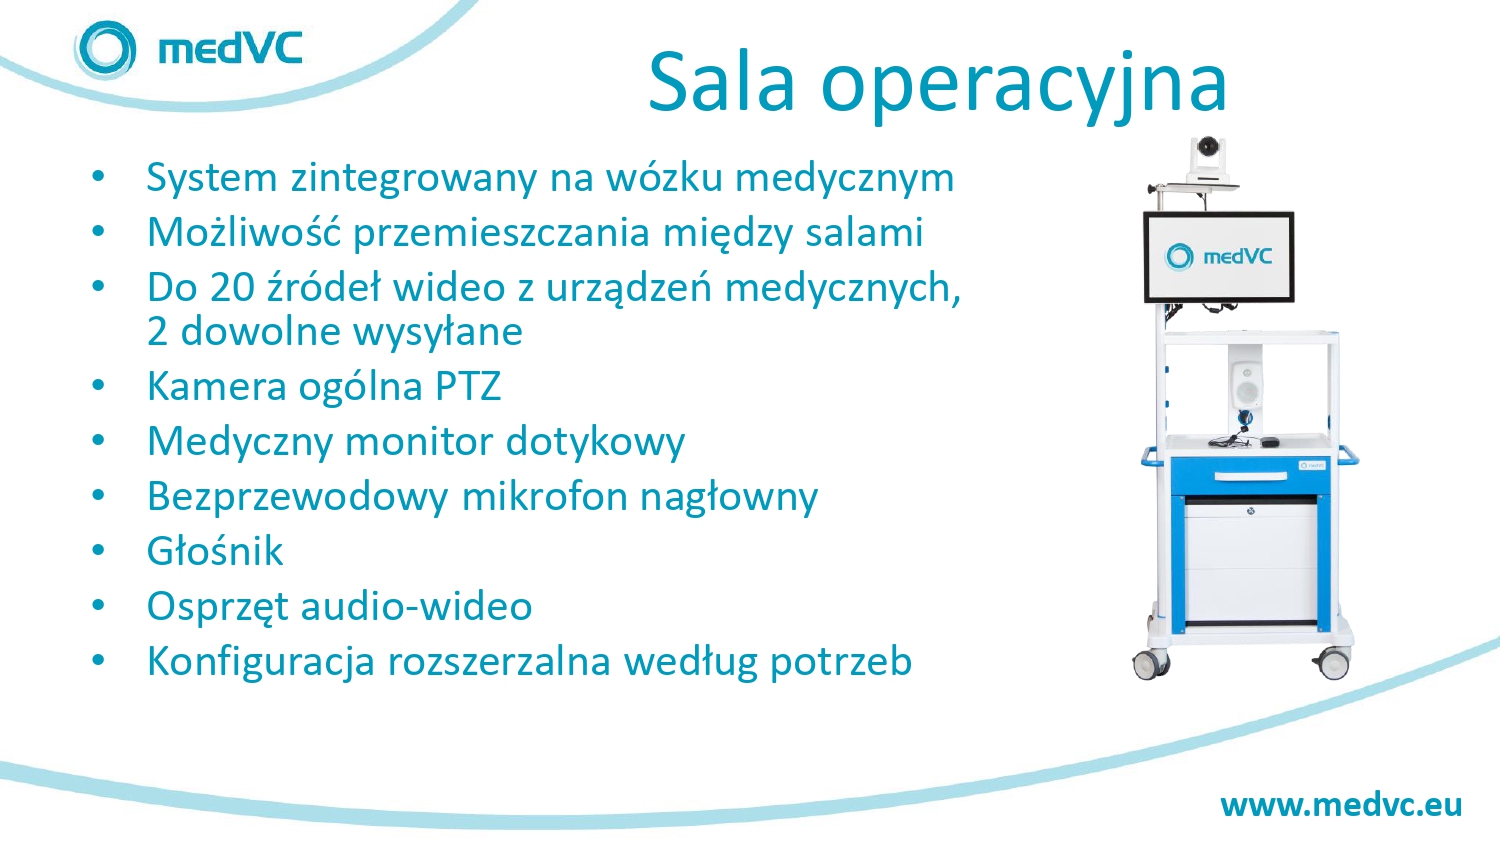 medVC
Sala operacyjna
• System zintegrowany na wózku medycznym
• Możliwość przemieszczania między salami
• Do 20 źródeł wideo z urządzeń medycznych,
2 dowolne wysyłane
• Kamera ogólna PTZ
• Medyczny monitor dotykowy
• Bezprzewodowy mikrofon nagłowny
• Głośnik
• Osprzęt audio-wideo
• Konfiguracja rozszerzalna według potrzeb
medVC
medVC
www.medvc.eu